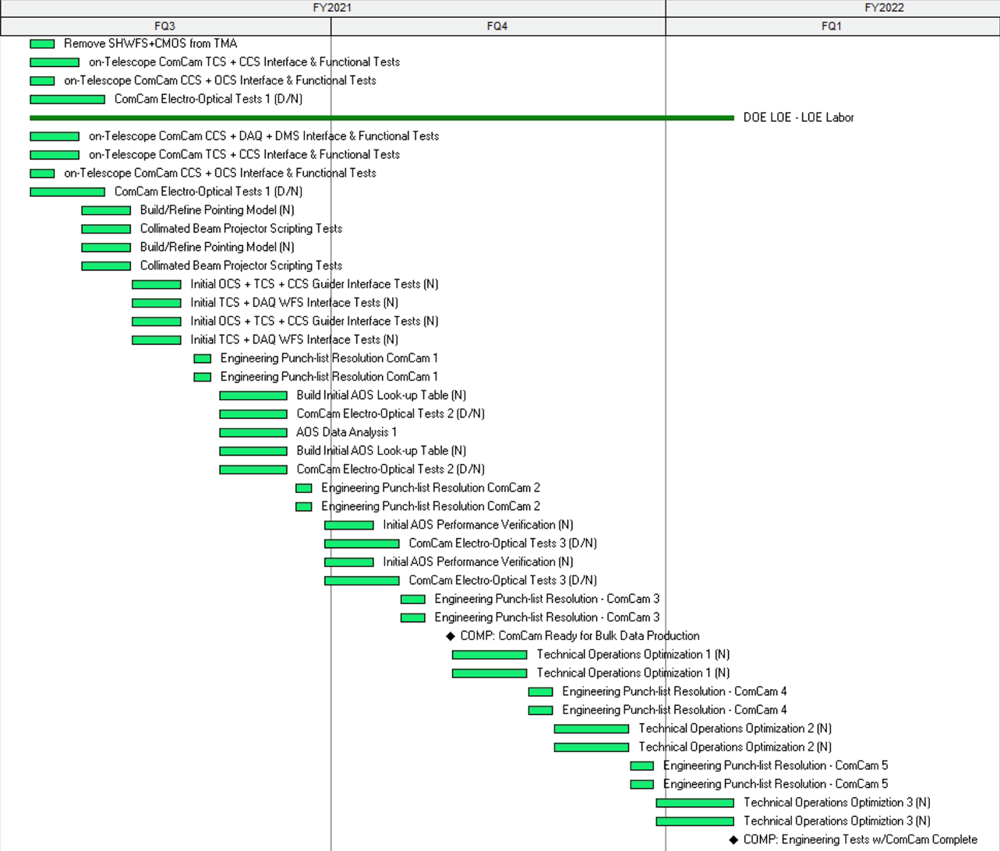 FY2021 FY2022
FQ3 FQ4 FQ1
Remove SHWFS+CMOS from TMA
on-Telescope ComCam TCS + CCS Interface & Functional Tests
on-Telescope ComCam CCS + OCS Interface & Functional Tests
ComCam Electro-Optical Tests 1 (D/N)
DOE LOE - LOE Labor
on-Telescope ComCam CCS + DAQ + DMS Interface & Functional Tests
on-Telescope ComCam TCS + CCS Interface & Functional Tests
on-Telescope ComCam CCS + OCS Interface & Functional Tests
ComCam Electro-Optical Tests 1 (D/N)
Build/Refine Pointing Model (N)
Collimated Beam Projector Scripting Tests
Build/Refine Pointing Model (N)
Collimated Beam Projector Scripting Tests
Initial OCS + TCS + CCS Guider Interface Tests (N)
Initial TCS + DAQ WFS Interface Tests (N)
Initial OCS + TCS + CCS Guider Interface Tests (N)
Initial TCS + DAQ WFS Interface Tests (N)
Engineering Punch-list Resolution ComCam 1
Engineering Punch-list Resolution ComCam 1
Build Initial AOS Look-up Table (N)
ComCam Electro-Optical Tests 2 (D/N)
AOS Data Analysis 1
Build Initial AOS Look-up Table (N)
ComCam Electro-Optical Tests 2 (D/N)
Engineering Punch-list Resolution ComCam 2
Engineering Punch-list Resolution ComCam 2
Initial AOS Performance Verification (N)
ComCam Electro-Optical Tests 3 (D/N)
Initial AOS Performance Verification (N)
ComCam Electro-Optical Tests 3 (D/N)
Engineering Punch-list Resolution - ComCam 3
Engineering Punch-list Resolution - ComCam 3
COMP: ComCam Ready for Bulk Data Production
Technical Operations Optimization 1 (N)
Technical Operations Optimization 1 (N)
Engineering Punch-list Resolution - ComCam 4
Engineering Punch-list Resolution - ComCam 4
Technical Operations Optimization 2 (N)
Technical Operations Optimization 2 (N)
Engineering Punch-list Resolution - ComCam 5
Engineering Punch-list Resolution - ComCam 5
Technical Operations Optimiztion 3 (N)
Technical Operations Optimiztion 3 (N)
COMP: Engineering Tests w/ComCam Complete